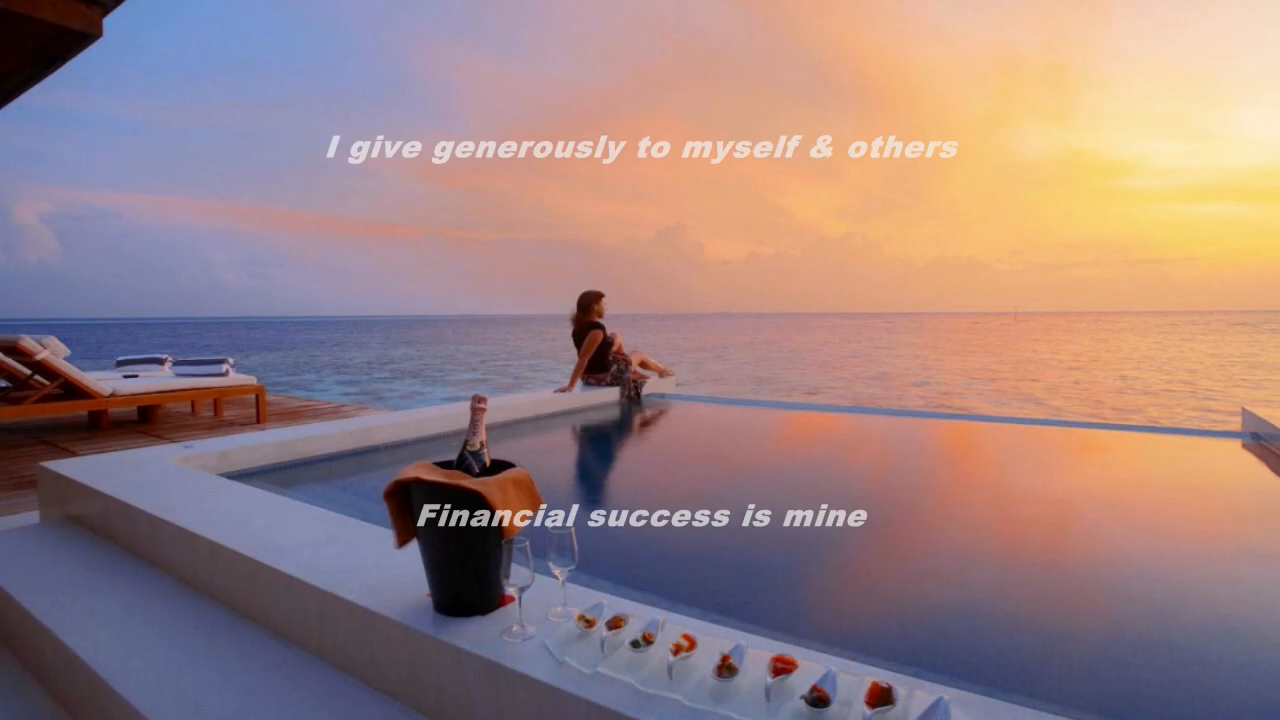 I give generously to myself & others
Financial success is mine